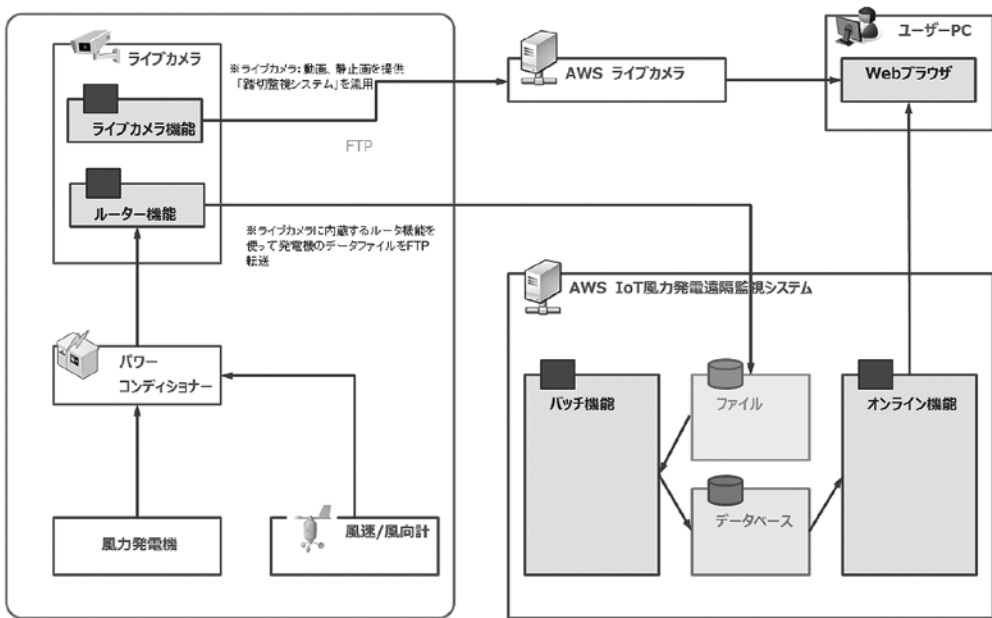 ライブカメラ
※ライブカメラ：動画、静止画を提供
「踏切監視システム」を流用
ライブカメラ機能
FTP
ルーター機能
※ライブカメラに内蔵するルータ機能を
使って発電機のデータファイルをFTP
転送
パワー
コンディショナー
風力発電機
風速/風向計
AWS ライブカメラ
ユーザーPC
Webブラウザ
AWS IoT風力発電遠隔監視システム
バッチ機能
ファイル
データベース
オンライン機能